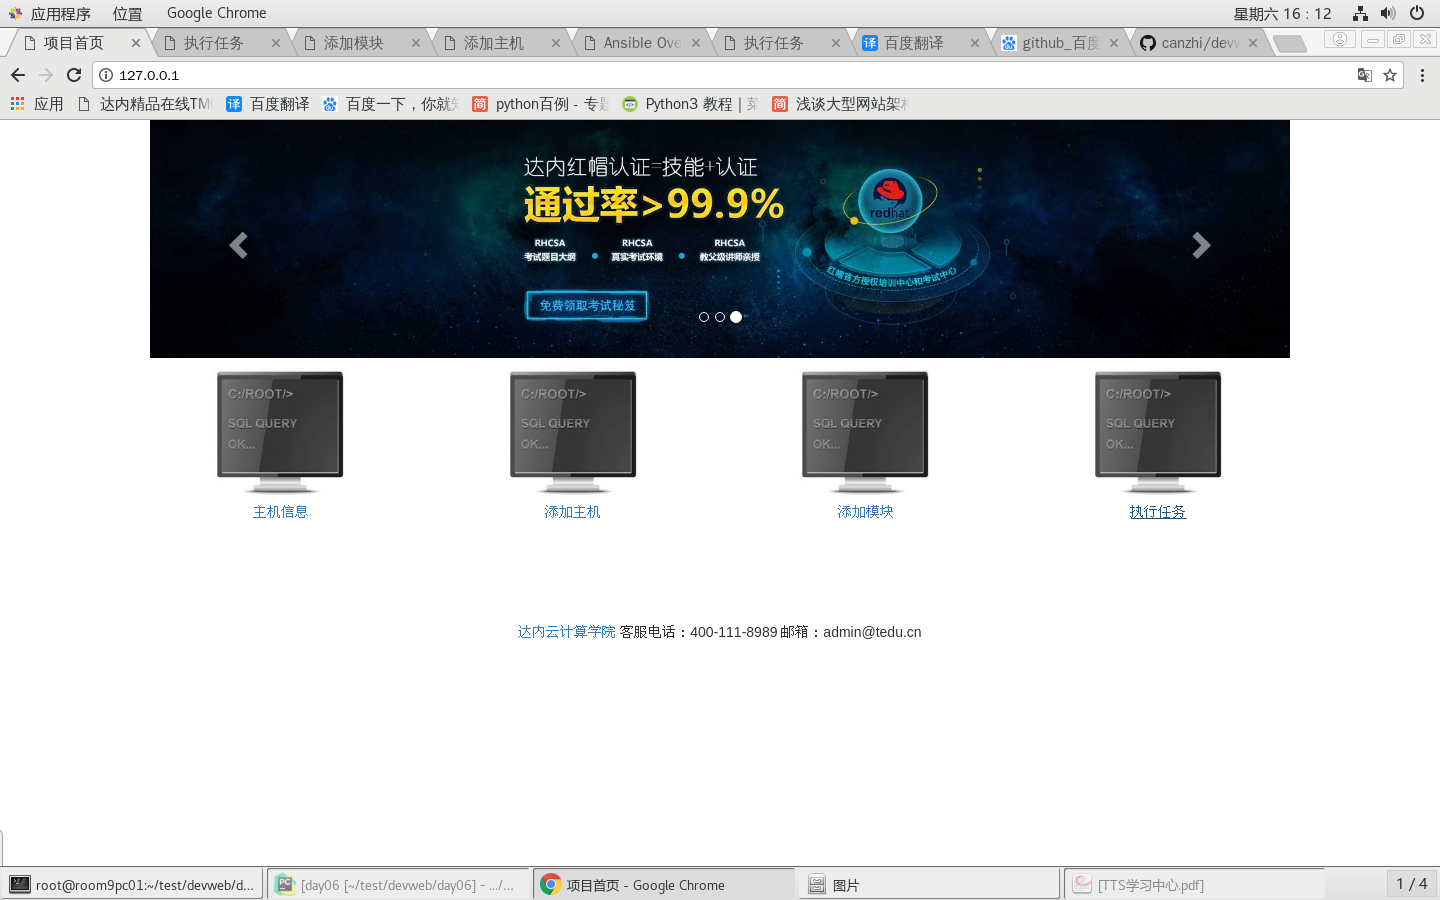 应用程序 位置 Google Chrome 星期六 16 : 12
项目首页 执行任务 添加模块 添加主机 Ansible Ove 执行任务 百度翻译 github_百度 canzhi/devw
127.0.0.1
应用 达内精品在线TM 百度翻译 百度一下，你就知 python百例 - 专题 Python3 教程 | 菜 浅谈大型网站架构
达内红帽认证=技能+认证
通过率>99.9%
redhat
RHCSA RHCSA RHCSA
考试题目大纲 真实考试环境 教父级讲师亲授
红帽官方授权培训中心和考试中心
免费领取考试秘笈
C:/ROOT/> C:/ROOT/> C:/ROOT/> C:/ROOT/>
SQL QUERY SQL QUERY SQL QUERY SQL QUERY
OK... OK... OK... OK...
主机信息 添加主机 添加模块 执行任务
达内云计算学院 客服电话：400-111-8989 邮箱：admin@tedu.cn
root@room9pc01:~/test/devweb/d... [day06 [~/test/devweb/day06] - .../... 项目首页 - Google Chrome 图片 [TTS学习中心.pdf] 1 / 4